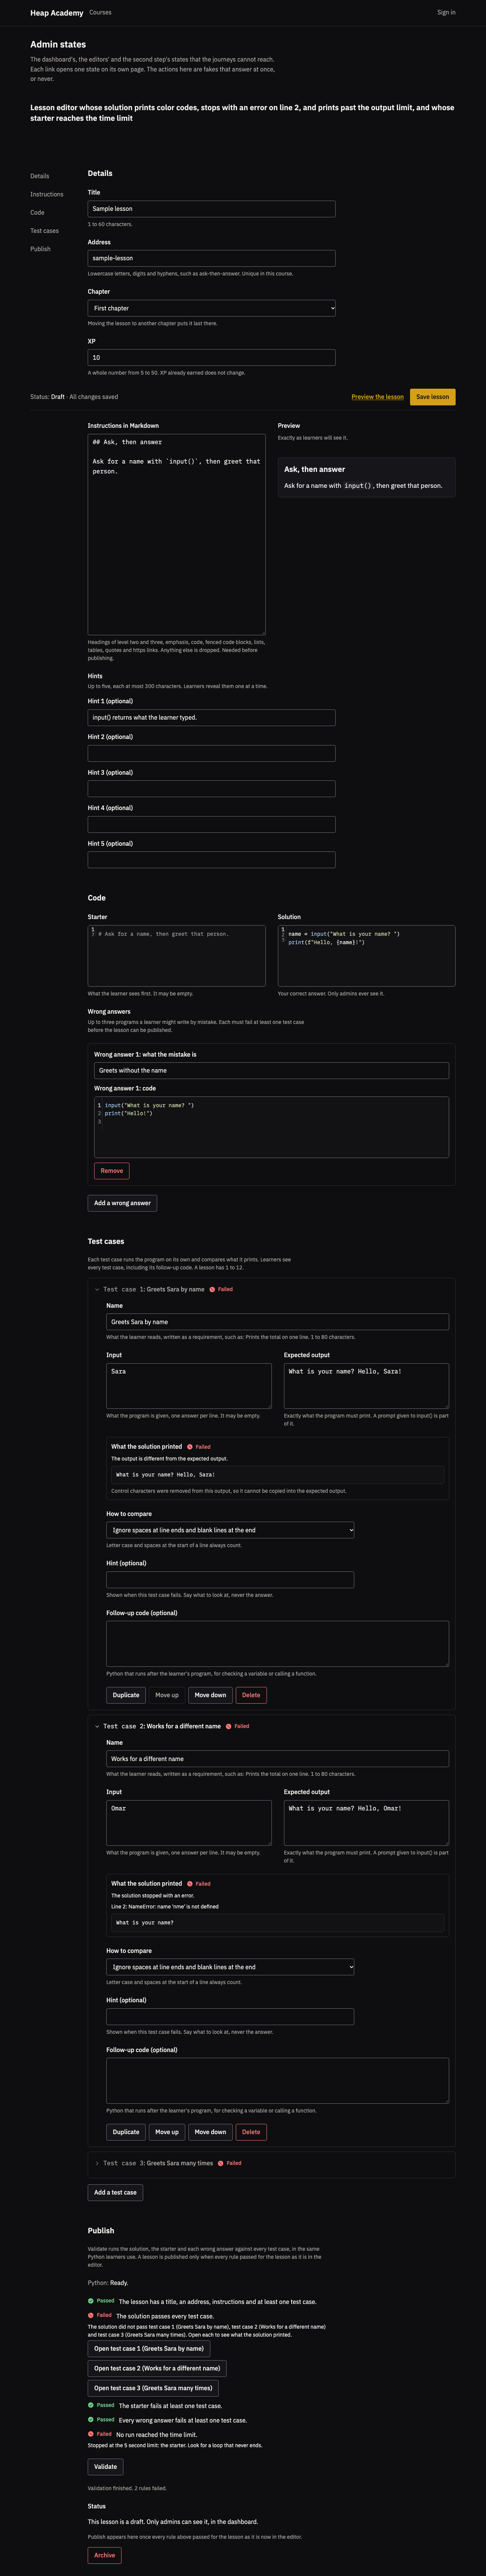 Heap Academy
Courses
Sign in
Admin states
The dashboard's, the editors' and the second step's states that the journeys cannot reach.
Each link opens one state on its own page. The actions here are fakes that answer at once,
or never.
Lesson editor whose solution prints color codes, stops with an error on line 2, and prints past the output limit, and whose
starter reaches the time limit
Details
Instructions
Code
Test cases
Publish
Details
Title
Sample lesson
1 to 60 characters.
Address
sample-lesson
Lowercase letters, digits and hyphens, such as ask-then-answer. Unique in this course.
Chapter
First chapter
Moving the lesson to another chapter puts it last there.
XP
10
A whole number from 5 to 50. XP already earned does not change.
Status: Draft · All changes saved
Preview the lesson
Save lesson
Instructions in Markdown
## Ask, then answer
Ask for a name with `input()`, then greet that
person.
Headings of level two and three, emphasis, code, fenced code blocks, lists,
tables, quotes and https links. Anything else is dropped. Needed before
publishing.
Preview
Exactly as learners will see it.
Ask, then answer
Ask for a name with input(), then greet that person.
Hints
Up to five, each at most 300 characters. Learners reveal them one at a time.
Hint 1 (optional)
input() returns what the learner typed.
Hint 2 (optional)
Hint 3 (optional)
Hint 4 (optional)
Hint 5 (optional)
Code
Starter
1
2
# Ask for a name, then greet that person.
What the learner sees first. It may be empty.
Solution
1
2
3
name = input("What is your name? ")
print(f"Hello, {name}!")
Your correct answer. Only admins ever see it.
Wrong answers
Up to three programs a learner might write by mistake. Each must fail at least one test case
before the lesson can be published.
Wrong answer 1: what the mistake is
Greets without the name
Wrong answer 1: code
1 input("What is your name? ")
2 print("Hello!")
3
Remove
Add a wrong answer
Test cases
Each test case runs the program on its own and compares what it prints. Learners see
every test case, including its follow-up code. A lesson has 1 to 12.
Test case 1: Greets Sara by name Failed
Name
Greets Sara by name
What the learner reads, written as a requirement, such as: Prints the total on one line. 1 to 80 characters.
Input
Sara
What the program is given, one answer per line. It may be empty.
Expected output
What is your name? Hello, Sara!
Exactly what the program must print. A prompt given to input() is part
of it.
What the solution printed Failed
The output is different from the expected output.
What is your name? Hello, Sara!
Control characters were removed from this output, so it cannot be copied into the expected output.
How to compare
Ignore spaces at line ends and blank lines at the end
Letter case and spaces at the start of a line always count.
Hint (optional)
Shown when this test case fails. Say what to look at, never the answer.
Follow-up code (optional)
Python that runs after the learner's program, for checking a variable or calling a function.
Duplicate
Move up
Move down
Delete
Test case 2: Works for a different name Failed
Name
Works for a different name
What the learner reads, written as a requirement, such as: Prints the total on one line. 1 to 80 characters.
Input
Omar
What the program is given, one answer per line. It may be empty.
Expected output
What is your name? Hello, Omar!
Exactly what the program must print. A prompt given to input() is part
of it.
What the solution printed Failed
The solution stopped with an error.
Line 2: NameError: name 'nme' is not defined
What is your name?
How to compare
Ignore spaces at line ends and blank lines at the end
Letter case and spaces at the start of a line always count.
Hint (optional)
Shown when this test case fails. Say what to look at, never the answer.
Follow-up code (optional)
Python that runs after the learner's program, for checking a variable or calling a function.
Duplicate
Move up
Move down
Delete
Test case 3: Greets Sara many times Failed
Add a test case
Publish
Validate runs the solution, the starter and each wrong answer against every test case, in the same
Python learners use. A lesson is published only when every rule passed for the lesson as it is in the
editor.
Python: Ready.
Passed The lesson has a title, an address, instructions and at least one test case.
Failed The solution passes every test case.
The solution did not pass test case 1 (Greets Sara by name), test case 2 (Works for a different name)
and test case 3 (Greets Sara many times). Open each to see what the solution printed.
Open test case 1 (Greets Sara by name)
Open test case 2 (Works for a different name)
Open test case 3 (Greets Sara many times)
Passed The starter fails at least one test case.
Passed Every wrong answer fails at least one test case.
Failed No run reached the time limit.
Stopped at the 5 second limit: the starter. Look for a loop that never ends.
Validate
Validation finished. 2 rules failed.
Status
This lesson is a draft. Only admins can see it, in the dashboard.
Publish appears here once every rule above passed for the lesson as it is now in the editor.
Archive